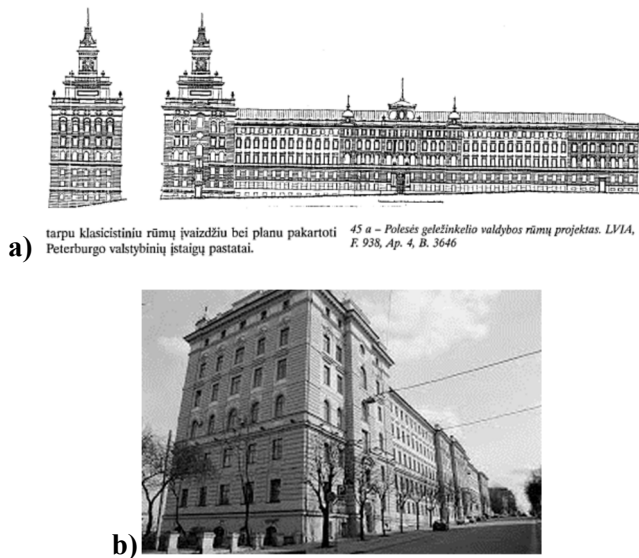 tarpu klasicistiniu rūmų įvaizdžiu bei planu pakartoti
Peterburgo valstybinių įstaigų pastatai.
45 a – Polesės geležinkelio valdybos rūmų projektas. LVIA,
F. 938, Ap. 4, B. 3646
a)
b)